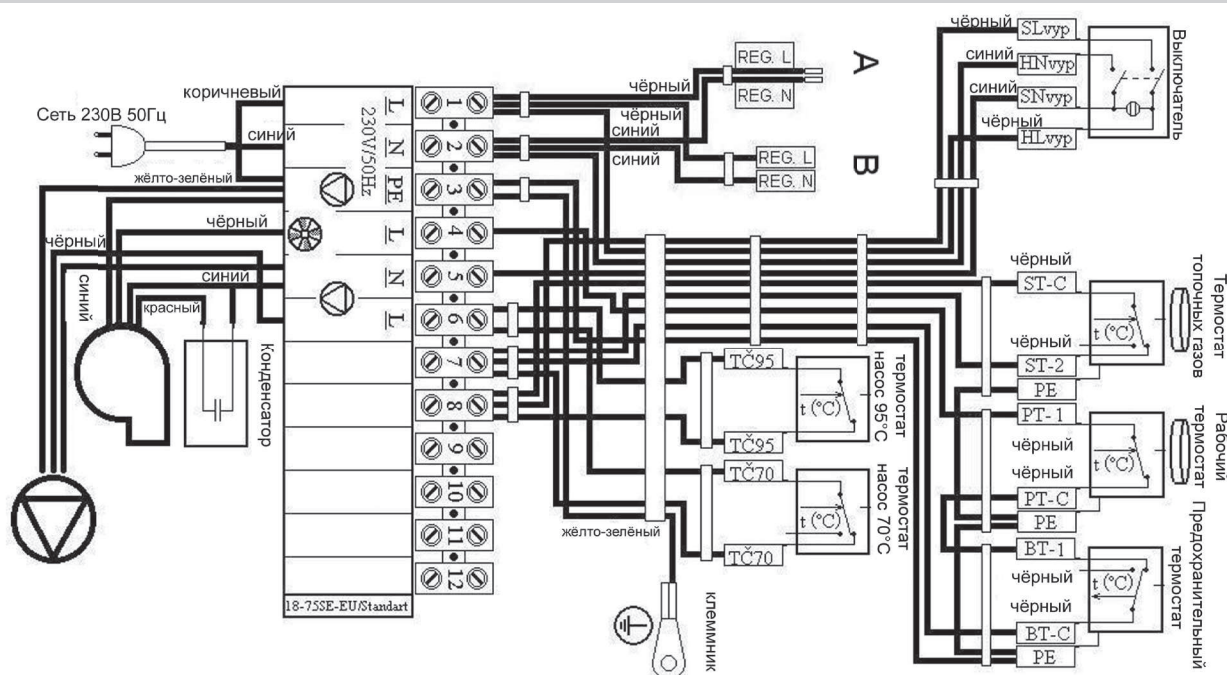 Сеть 230В 50Гц
коричневый
синий
жёлто-зелёный
чёрный
чёрный
синий
синий
красный
Конденсатор
230V/50Hz
L
N
PE
L
N
L
18-75SE-EU/Standart
1
2
3
4
5
6
7
8
9
10
11
12
REG. L
REG. N
A
чёрный
чёрный
синий
синий
REG. L
REG. N
B
чёрный
SLvyp
синий
HNvyp
синий
SNvyp
чёрный
HLvyp
Выключатель
чёрный
ST-C
t (°C)
чёрный
ST-2
PE
Термостат
топочных газов
PT-1
чёрный
t (°C)
чёрный
PT-C
PE
Рабочий
термостат
BT-1
чёрный
t (°C)
чёрный
BT-C
PE
Предохранительный
термостат
TČ95
t (°C)
TČ95
термостат
насос 95°C
TČ70
t (°C)
TČ70
термостат
насос 70°C
жёлто-зелёный
клеммник